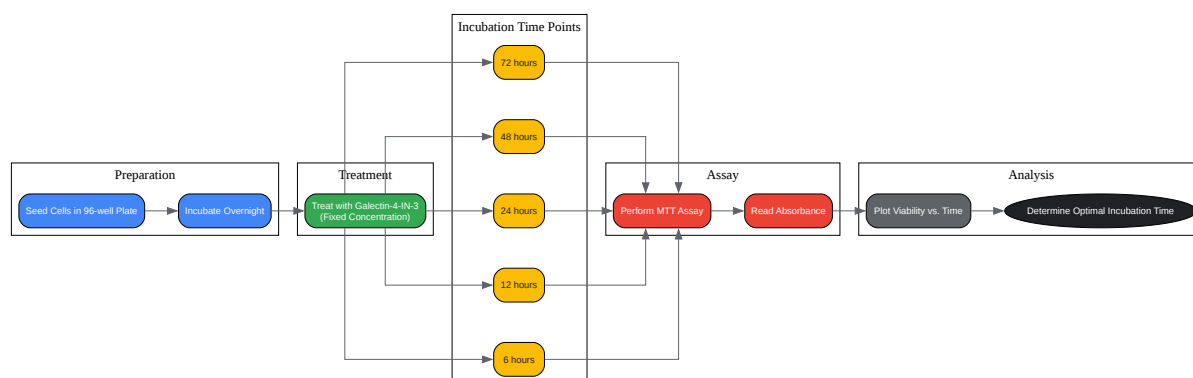 Incubation Time Points
72 hours
48 hours
24 hours
12 hours
6 hours
Preparation
Seed Cells in 96-well Plate
Incubate Overnight
Treatment
Treat with Galectin-4-IN-3
(Fixed Concentration)
Assay
Perform MTT Assay
Read Absorbance
Analysis
Plot Viability vs. Time
Determine Optimal Incubation Time